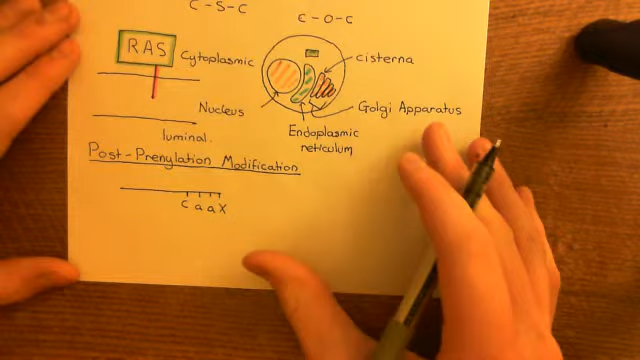 C-S-C
C-O-C
RAS
Cytoplasmic
cisterna
Nucleus
Golgi Apparatus
luminal.
Endoplasmic
reticulum
Post-Prenylation Modification
C a a X